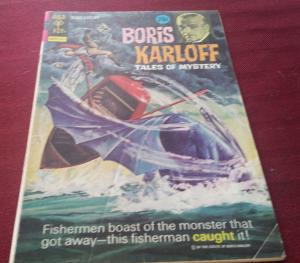 BORIS
KARLOFF
TALES OF MYSTERY
Fishermen boast of the monster that
got away—this fisherman caught it!